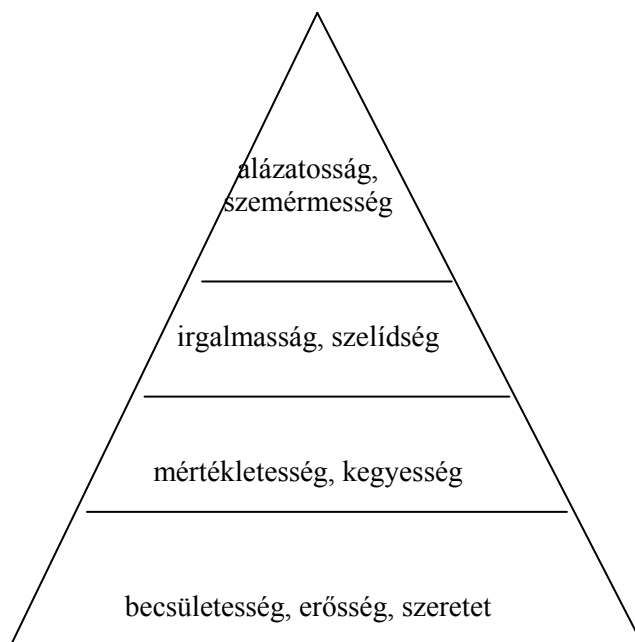 alázatosság,
szemérmesség
irgalmasság, szelídség
mértékletesség, kegyesség
becsületesség, erősség, szeretet